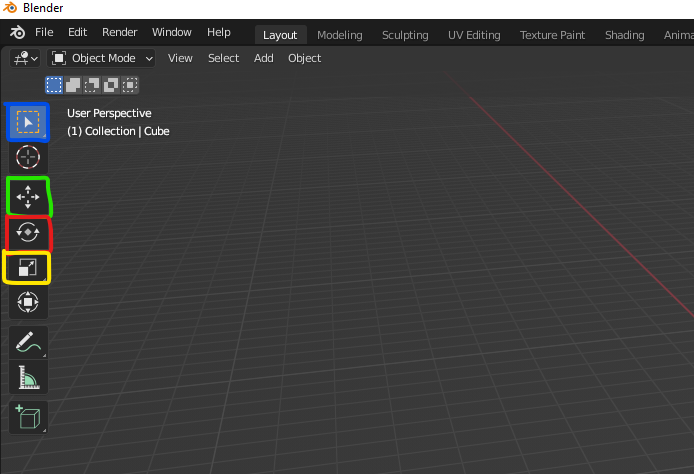 Blender
File Edit Render Window Help Layout Modeling Sculpting UV Editing Texture Paint Shading Anima
Object Mode View Select Add Object
User Perspective
(1) Collection | Cube